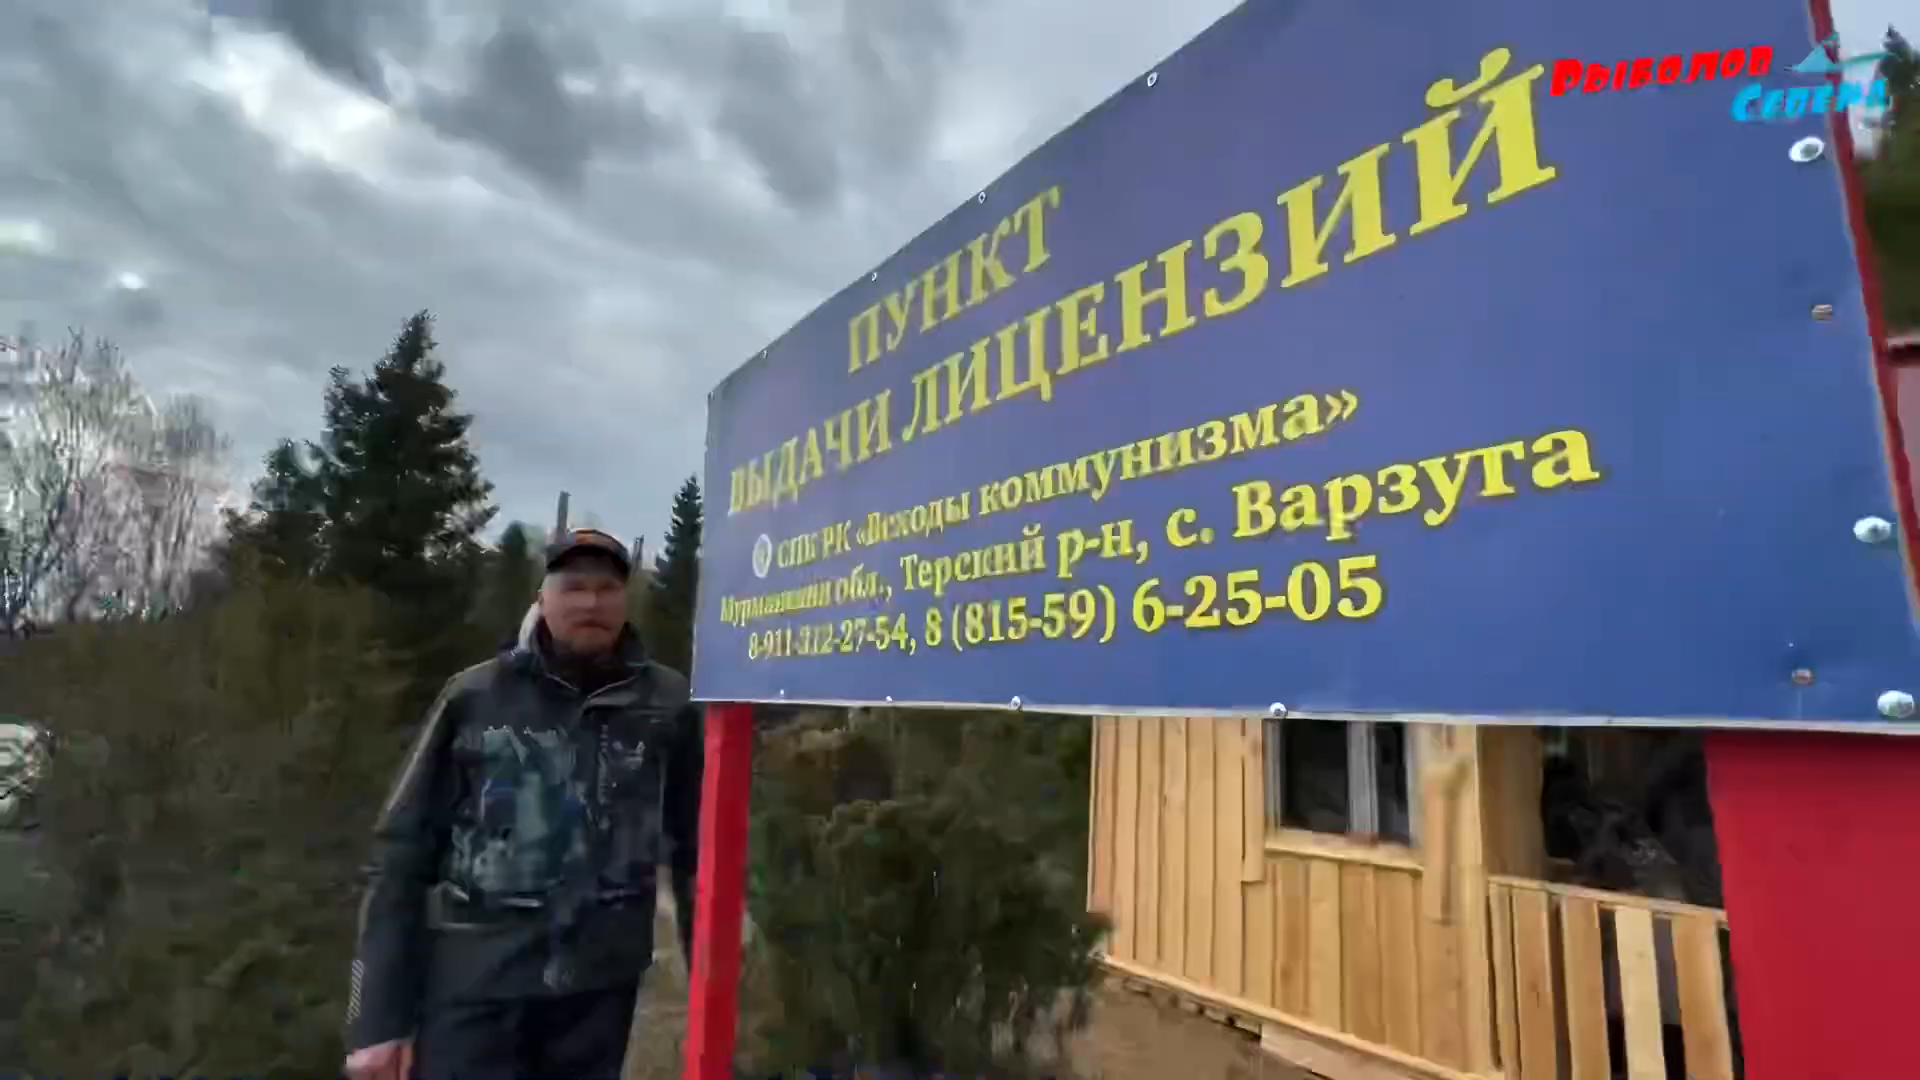 Рыболов
Севера
ПУНКТ
ВЫДАЧИ ЛИЦЕНЗИЙ
СПК РК «Всходы коммунизма»
Мурманская обл., Терский р-н, с. Варзуга
8-911-312-27-54, 8 (815-59) 6-25-05